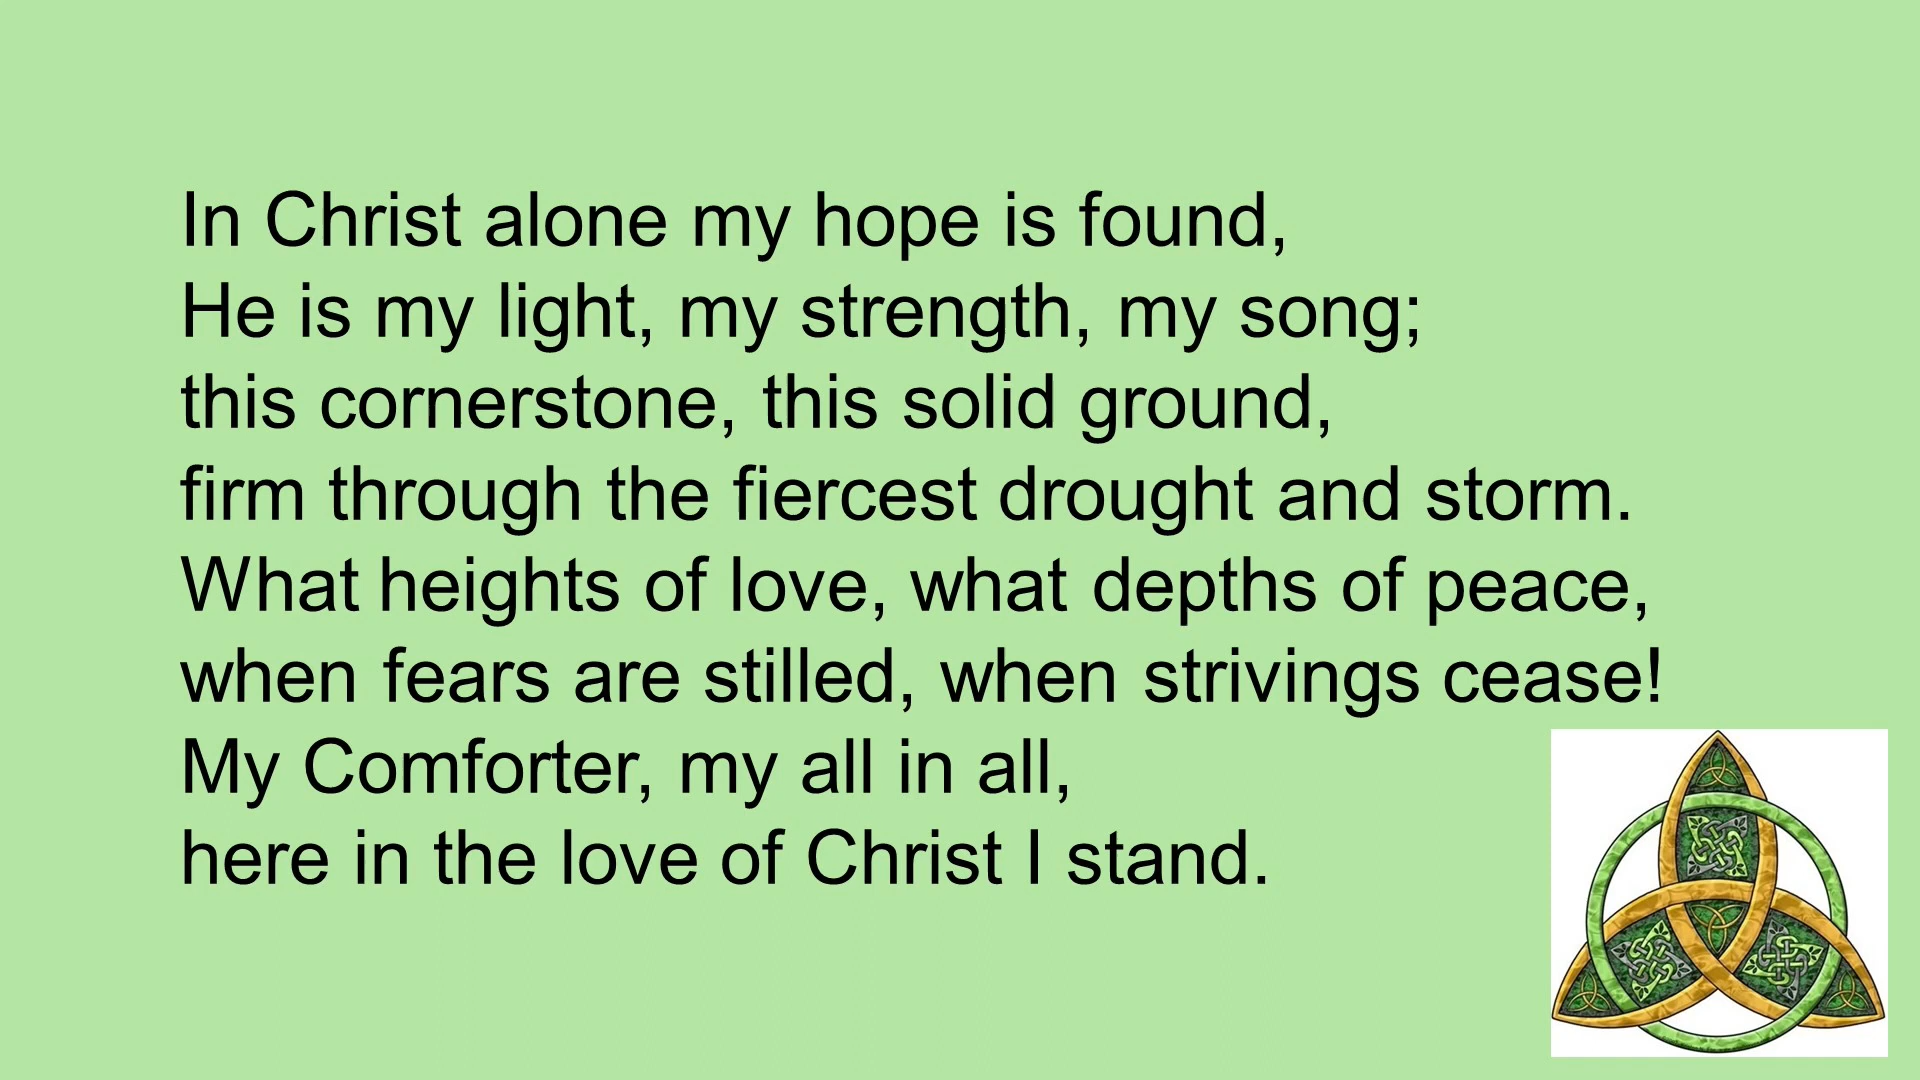 In Christ alone my hope is found,
He is my light, my strength, my song;
this cornerstone, this solid ground,
firm through the fiercest drought and storm.
What heights of love, what depths of peace,
when fears are stilled, when strivings cease!
My Comforter, my all in all,
here in the love of Christ I stand.